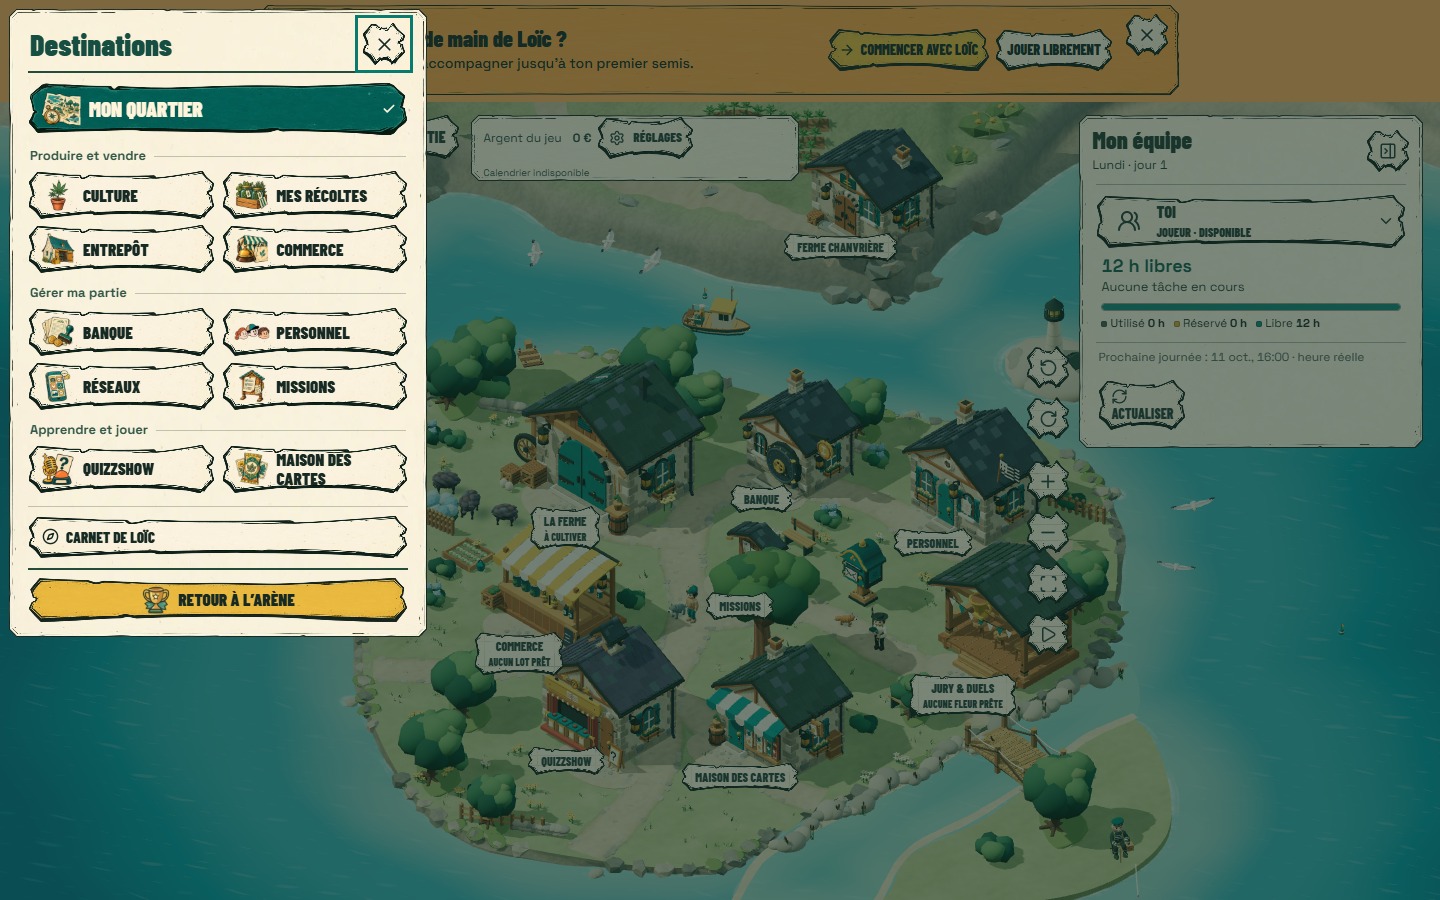 Destinations
MON QUARTIER
Produire et vendre
CULTURE
MES RÉCOLTES
ENTREPÔT
COMMERCE
Gérer ma partie
BANQUE
PERSONNEL
RÉSEAUX
MISSIONS
Apprendre et jouer
QUIZZSHOW
MAISON DES
CARTES
CARNET DE LOÏC
RETOUR À L'ARÈNE
de main de Loïc ?
ccompagner jusqu'à ton premier semis.
COMMENCER AVEC LOÏC
JOUER LIBREMENT
TIE
Argent du jeu 0 €
RÉGLAGES
Calendrier indisponible
Mon équipe
Lundi · jour 1
TOI
JOUEUR · DISPONIBLE
12 h libres
Aucune tâche en cours
Utilisé 0 h Réservé 0 h Libre 12 h
Prochaine journée : 11 oct., 16:00 · heure réelle
ACTUALISER
FERME CHANVRIÈRE
BANQUE
LA FERME
À CULTIVER
PERSONNEL
MISSIONS
COMMERCE
AUCUN LOT PRÊT
JURY & DUELS
AUCUNE FLEUR PRÊTE
QUIZZSHOW
MAISON DES CARTES